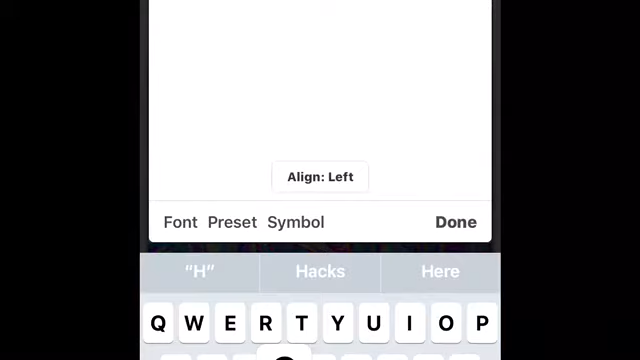 Align: Left
Font Preset Symbol Done
"H" Hacks Here
Q W E R T Y U I O P